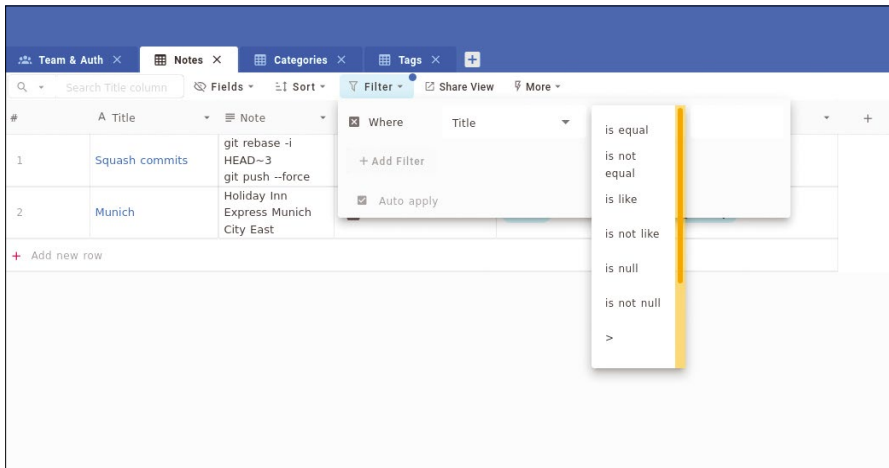 Team & Auth Notes Categories Tags
Search Title column Fields Sort Filter Share View More
# Title Note
Where Title
is equal
is not
equal
is like
is not like
is null
is not null
>
+ Add Filter
Auto apply
1 Squash commits
git rebase -i
HEAD~3
git push --force
2 Munich
Holiday Inn
Express Munich
City East
+ Add new row